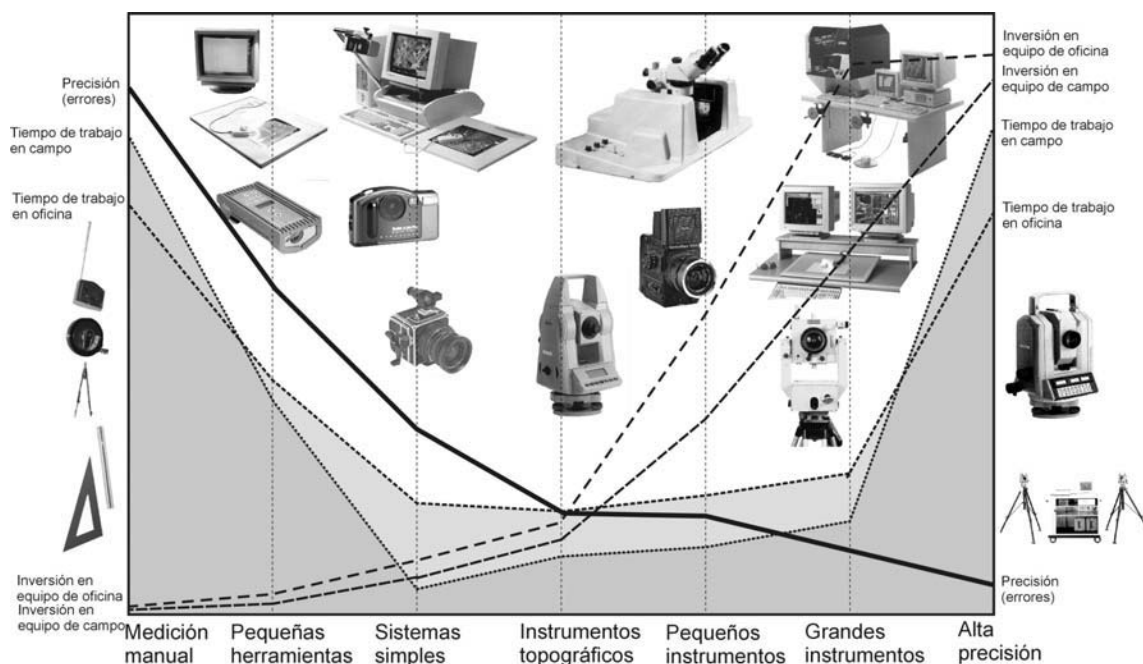 Precisión
(errores)
Tiempo de trabajo
en campo
Tiempo de trabajo
en oficina
Inversión en
equipo de oficina
Inversión en
equipo de campo
Inversión en
equipo de oficina
Inversión en
equipo de campo
Tiempo de trabajo
en campo
Tiempo de trabajo
en oficina
Precisión
(errores)
Medición
manual
Pequeñas
herramientas
Sistemas
simples
Instrumentos
topográficos
Pequeños
instrumentos
Grandes
instrumentos
Alta
precisión